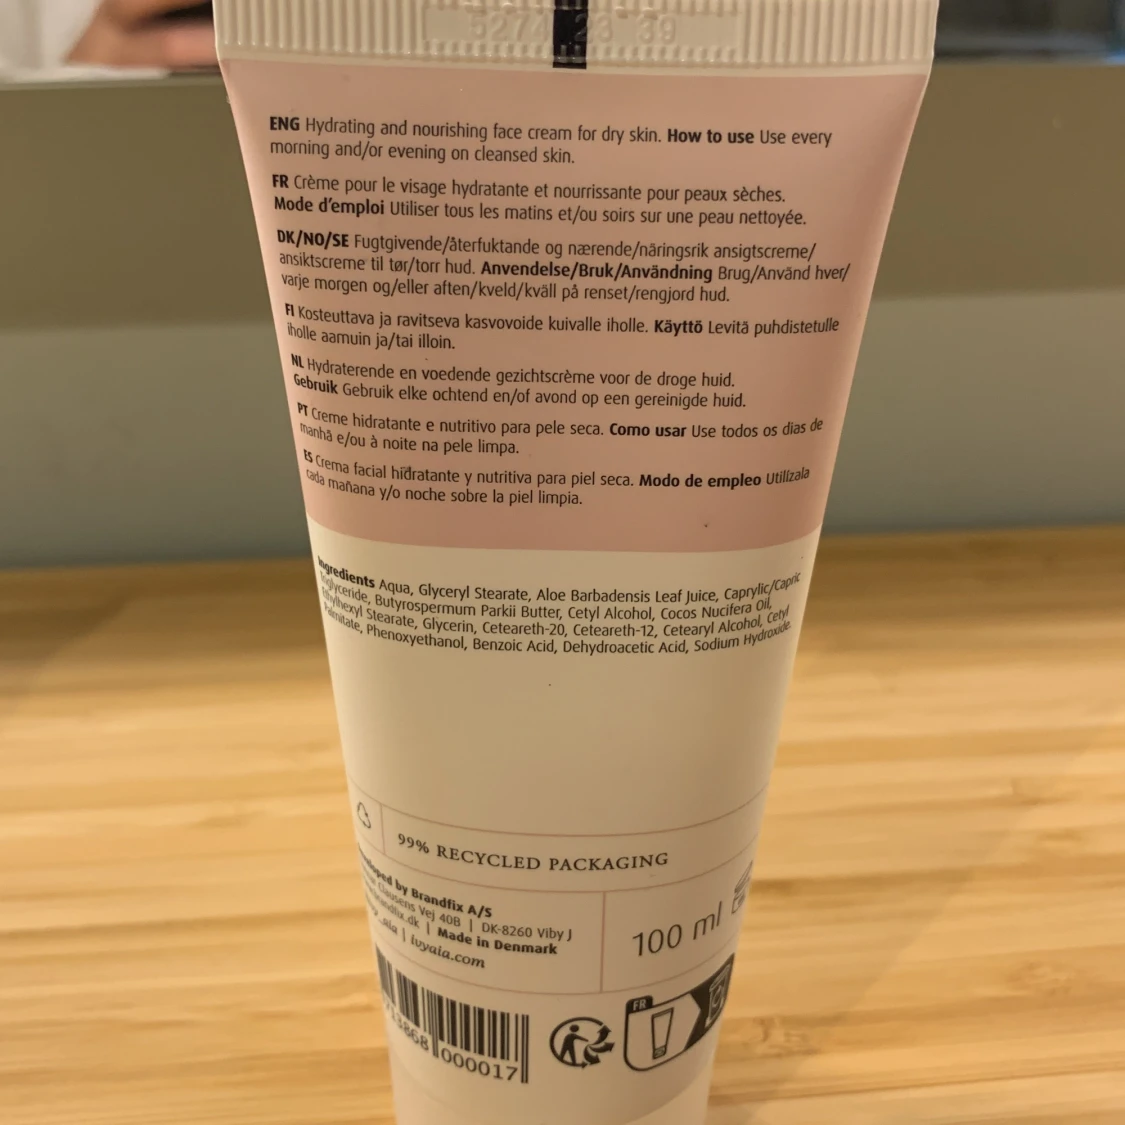 5274 28 39
ENG Hydrating and nourishing face cream for dry skin. How to use Use every
morning and/or evening on cleansed skin.
FR Crème pour le visage hydratante et nourrissante pour peaux sèches.
Mode d'emploi Utiliser tous les matins et/ou soirs sur une peau nettoyée.
DK/NO/SE Fugtgivende/återfuktande og nærende/näringsrik ansigtscreme/
ansiktscreme til tør/torr hud. Anvendelse/Bruk/Användning Brug/Använd hver/
varje morgen og/eller aften/kveld/kväll på renset/rengjord hud.
FI Kosteuttava ja ravitseva kasvovoide kuivalle iholle. Käyttö Levitä puhdistetulle
iholle aamuin ja/tai illoin.
NL Hydraterende en voedende gezichtscrème voor de droge huid.
Gebruik Gebruik elke ochtend en/of avond op een gereinigde huid.
PT Creme hidratante e nutritivo para pele seca. Como usar Use todos os dias de
manhã e/ou à noite na pele limpa.
ES Crema facial hidratante y nutritiva para piel seca. Modo de empleo Utilízala
cada mañana y/o noche sobre la piel limpia.
Ingredients Aqua, Glyceryl Stearate, Aloe Barbadensis Leaf Juice, Caprylic/Capric
Triglyceride, Butyrospermum Parkii Butter, Cetyl Alcohol, Cocos Nucifera Oil,
Ethylhexyl Stearate, Glycerin, Ceteareth-20, Ceteareth-12, Cetearyl Alcohol, Cetyl
Palmitate, Phenoxyethanol, Benzoic Acid, Dehydroacetic Acid, Sodium Hydroxide.
99% RECYCLED PACKAGING
by Brandfix A/S
Clausens Vej 40B | DK-8260 Viby J
| Made in Denmark
| ivyaia.com
100 ml
FR
000017